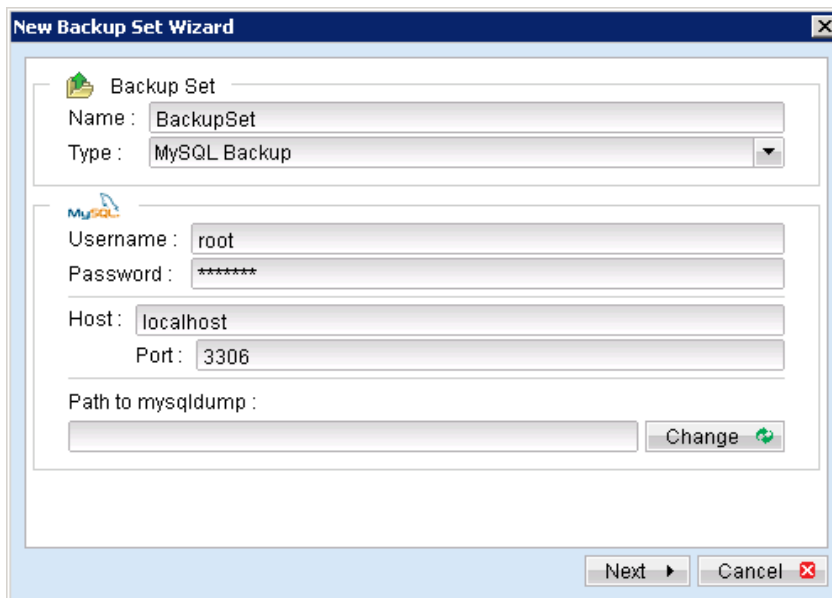 New Backup Set Wizard
Backup Set
Name : BackupSet
Type : MySQL Backup
MySQL
Username : root
Password : *******
Host : localhost
Port : 3306
Path to mysqldump :
Change
Next Cancel